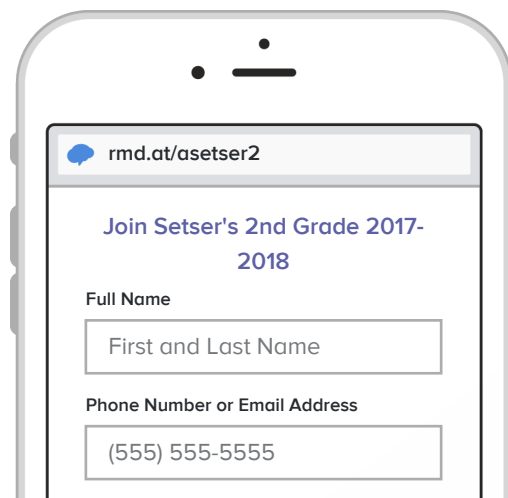 rmd.at/asetser2
Join Setser's 2nd Grade 2017-
2018
Full Name
First and Last Name
Phone Number or Email Address
(555) 555-5555